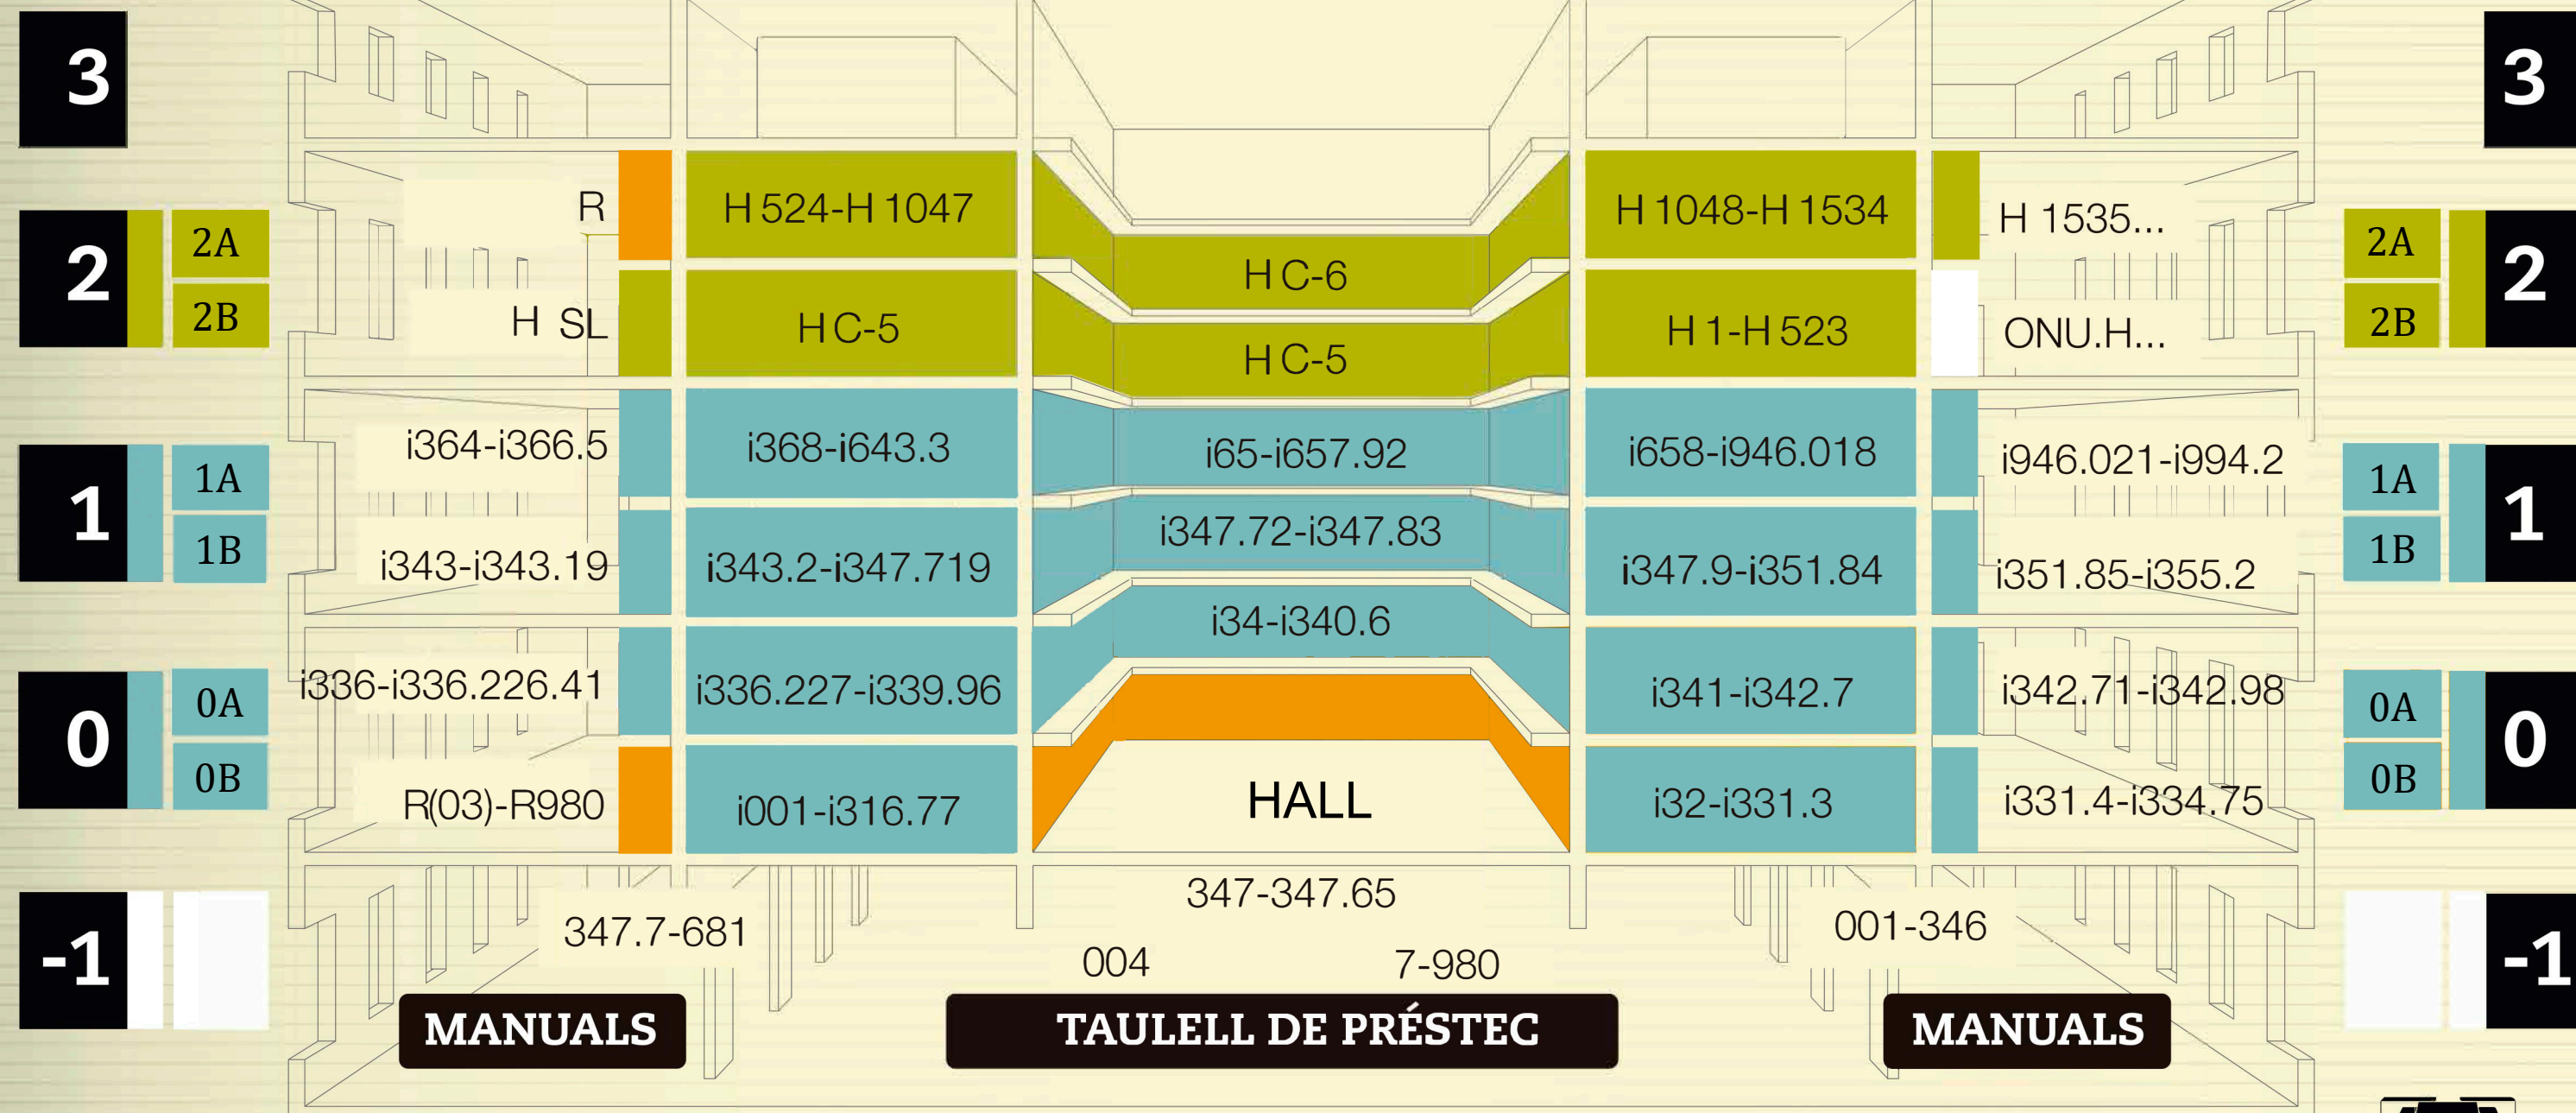 3
3
2
2A
2B
R
H 524-H 1047
H C-6
H 1048-H 1534
H 1535...
2A
2B
2
H SL
H C-5
H C-5
H 1-H 523
ONU.H...
1
1A
1B
i364-i366.5
i368-i643.3
i65-i657.92
i658-i946.018
i946.021-i994.2
1A
1B
1
i343-i343.19
i343.2-i347.719
i347.72-i347.83
i347.9-i351.84
i351.85-i355.2
0
0A
0B
i336-i336.226.41
i336.227-i339.96
i34-i340.6
i341-i342.7
i342.71-i342.98
0A
0B
0
R(03)-R980
i001-i316.77
HALL
i32-i331.3
i331.4-i334.75
-1
347.7-681
347-347.65
001-346
-1
004
7-980
MANUALS
TAULELL DE PRÉSTEC
MANUALS